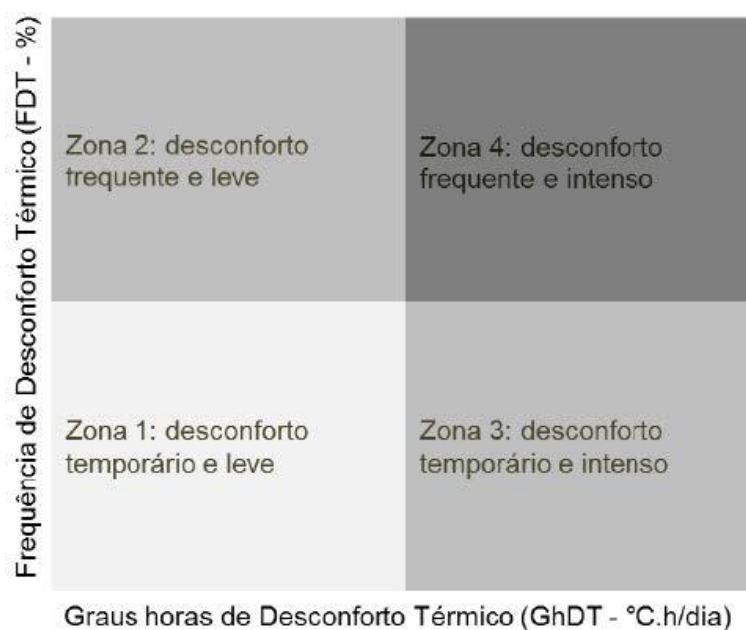 Frequência de Desconforto Térmico (FDT - %)
Zona 2: desconforto
frequente e leve
Zona 4: desconforto
frequente e intenso
Zona 1: desconforto
temporário e leve
Zona 3: desconforto
temporário e intenso
Graus horas de Desconforto Térmico (GhDT - °C.h/dia)